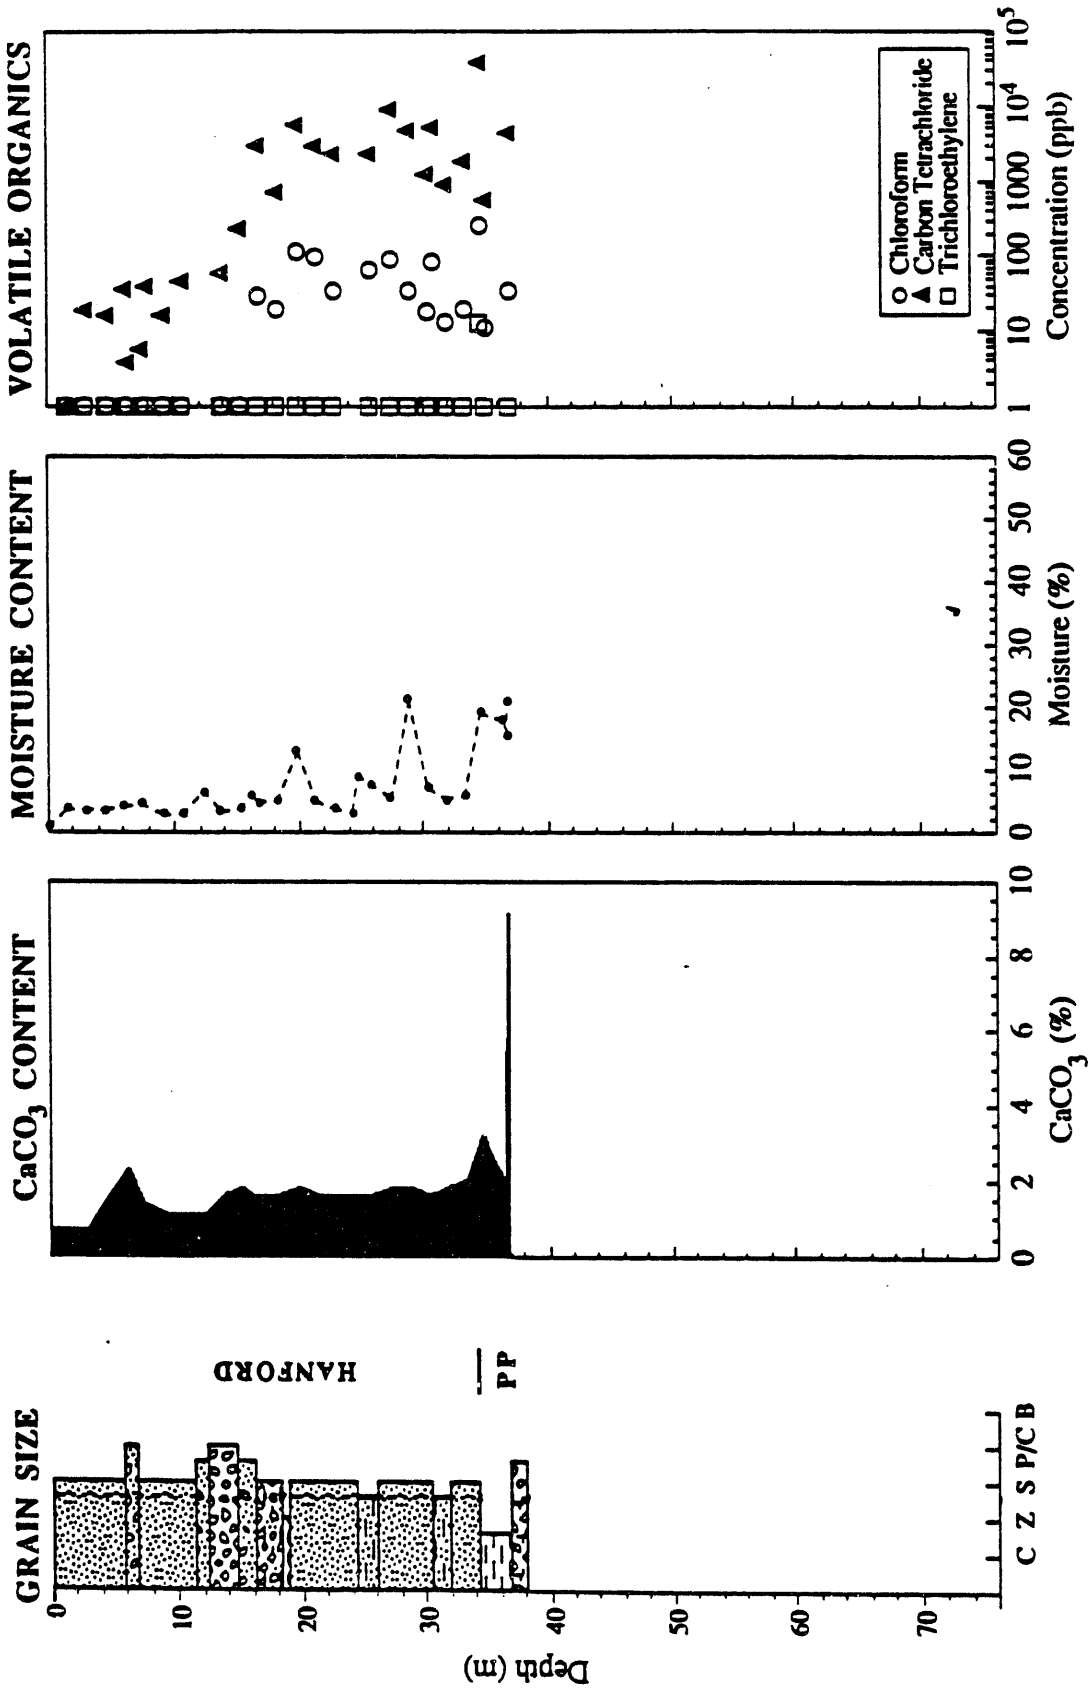 GRAIN SIZE
CaCO3 CONTENT
MOISTURE CONTENT
VOLATILE ORGANICS
0
10
20
30
40
50
60
70
Depth (m)
HANFORD
PP
C Z S P/C B
0 2 4 6 8 10
CaCO3 (%)
0 10 20 30 40 50 60
Moisture (%)
Chloroform
Carbon Tetrachloride
Trichloroethylene
1 10 100 1000 10^4 10^5
Concentration (ppb)